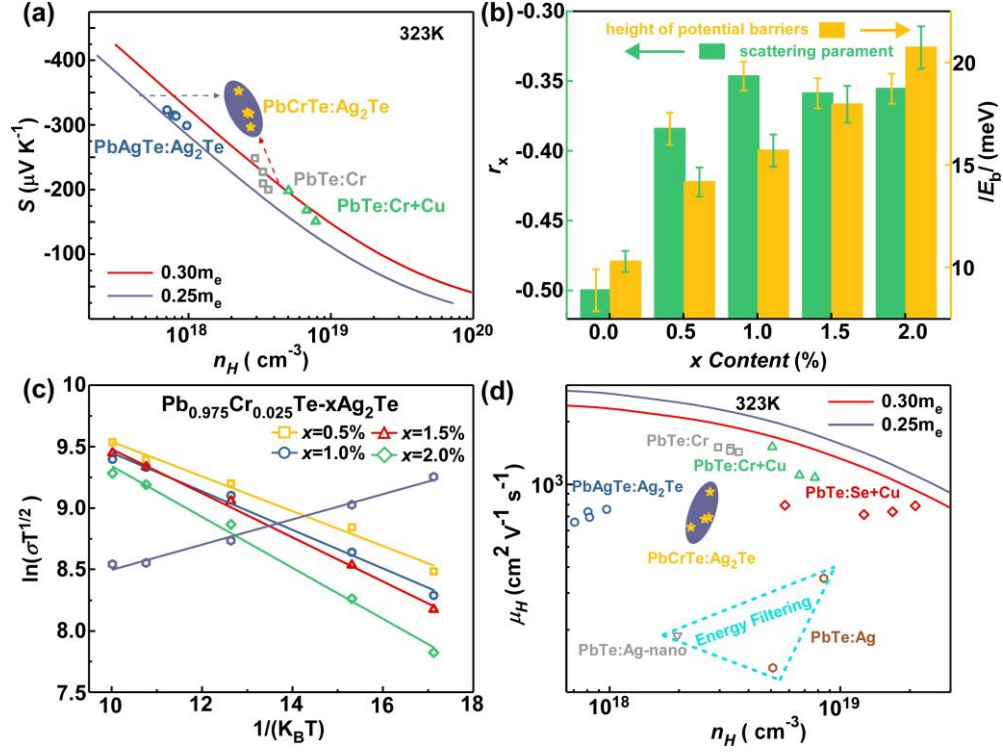 (a)
323K
-400
-300
-200
-100
S (μV K⁻¹)
PbCrTe:Ag₂Te
PbAgTe:Ag₂Te
PbTe:Cr
PbTe:Cr+Cu
0.30mₑ
0.25mₑ
10¹⁸
10¹⁹
10²⁰
n_H ( cm⁻³)
(b)
-0.30
-0.35
-0.40
-0.45
-0.50
r_x
height of potential barriers
scattering parament
20
15
10
/E_b/ (meV)
0.0
0.5
1.0
1.5
2.0
x Content (%)
(c)
10.0
9.5
9.0
8.5
8.0
7.5
ln(σT^1/2)
Pb₀.₉₇₅Cr₀.₀₂₅Te-xAg₂Te
x=0.5%
x=1.5%
x=1.0%
x=2.0%
10
12
14
16
18
1/(K_BT)
(d)
323K
0.30mₑ
0.25mₑ
10³
μ_H (cm² V⁻¹ s⁻¹)
PbTe:Cr
PbTe:Cr+Cu
PbAgTe:Ag₂Te
PbTe:Se+Cu
PbCrTe:Ag₂Te
Energy Filtering
PbTe:Ag-nano
PbTe:Ag
10¹⁸
10¹⁹
n_H ( cm⁻³)